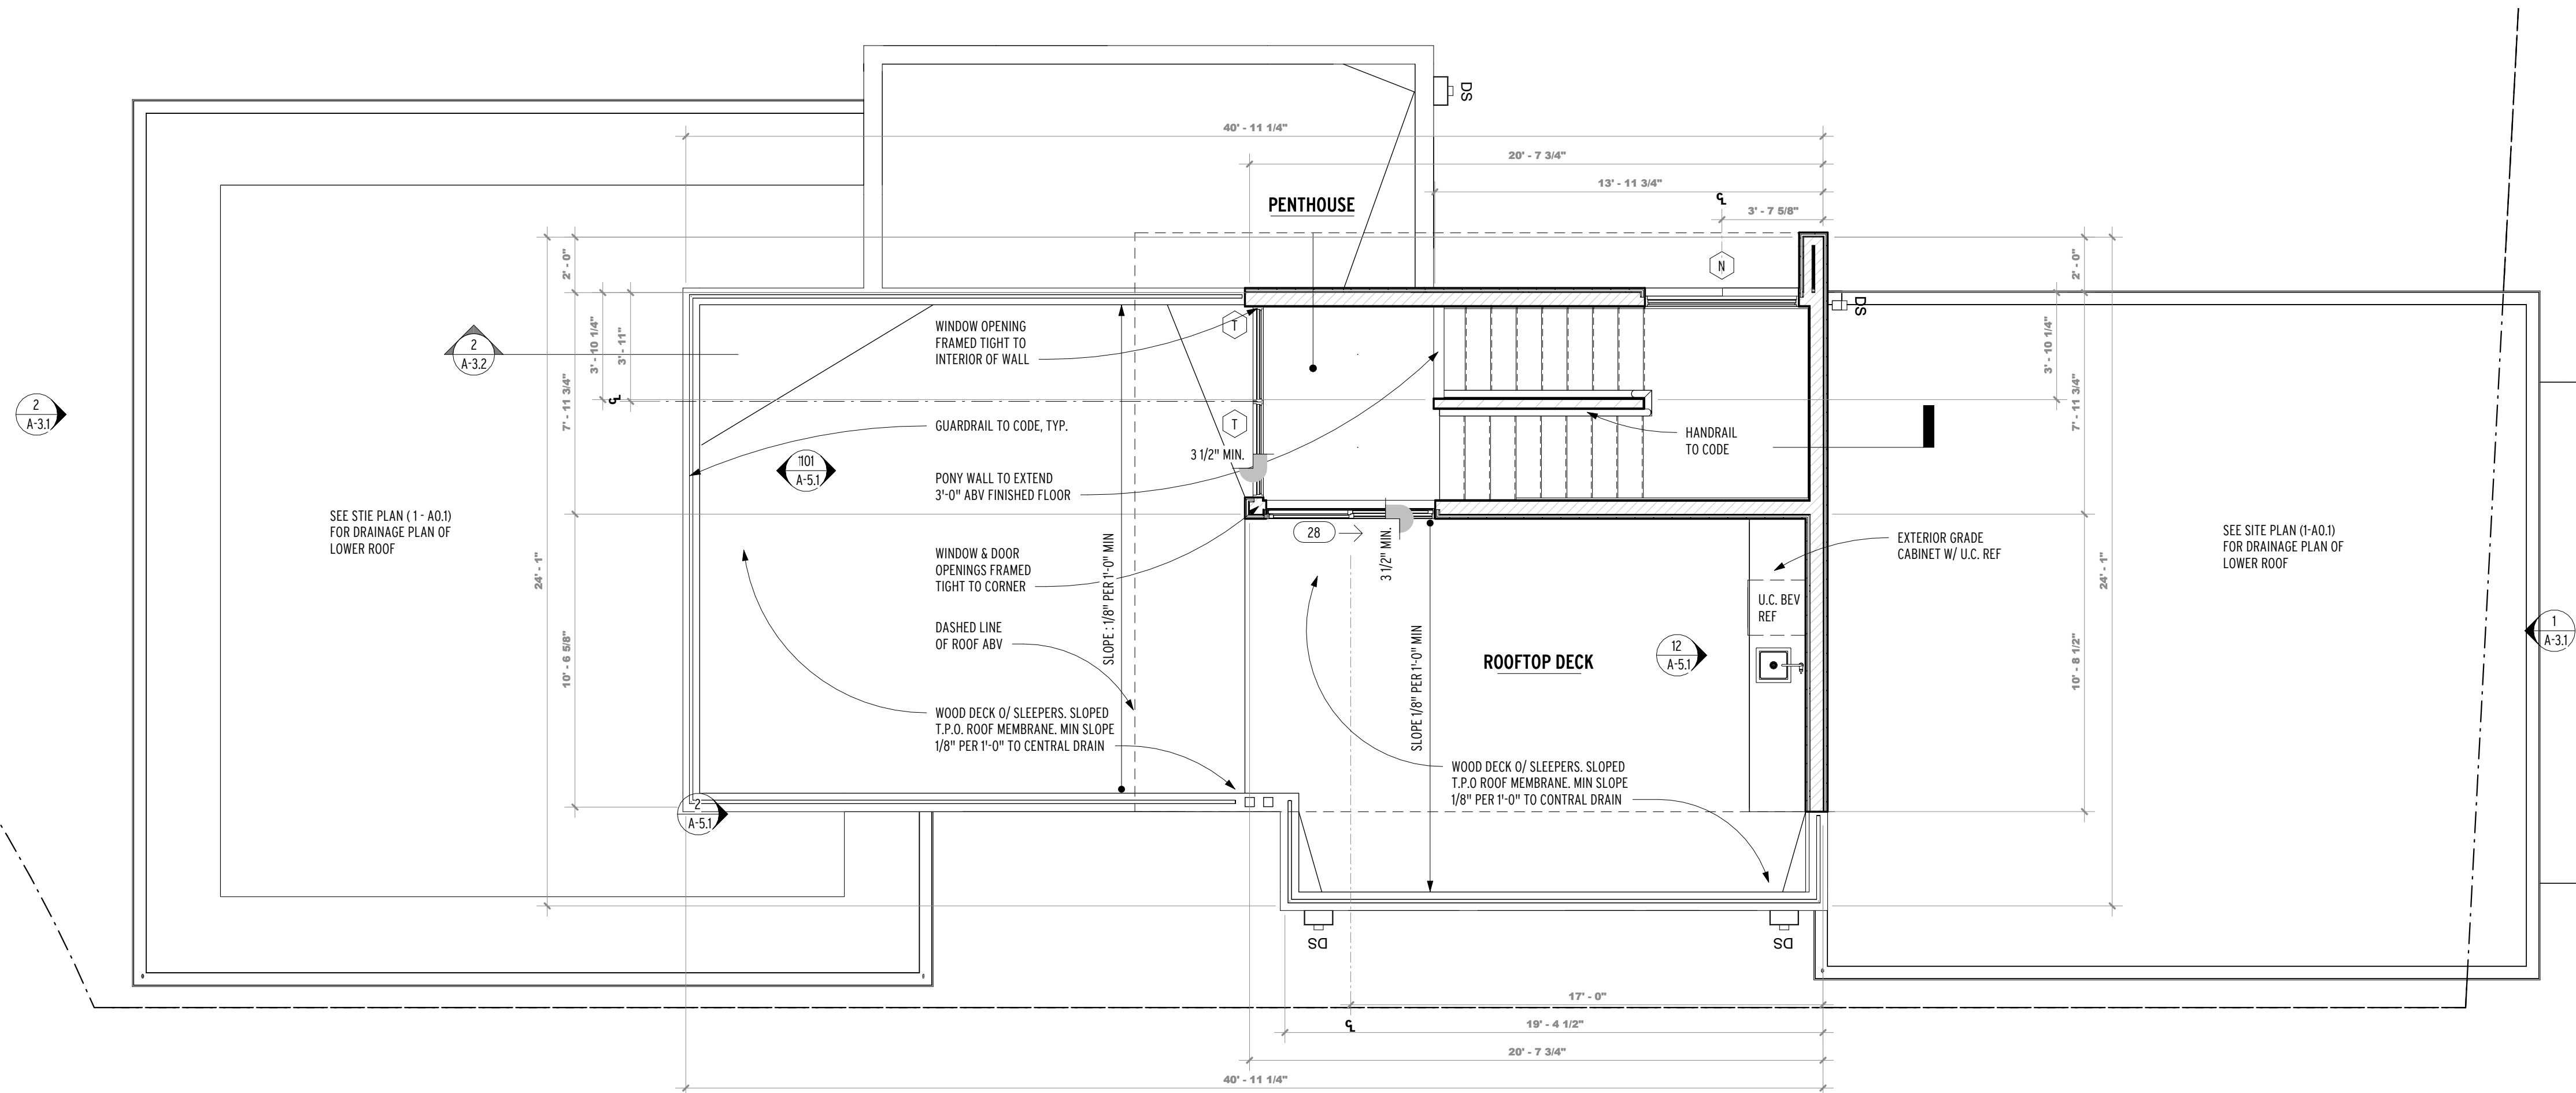 DS
40' - 11 1/4"
20' - 7 3/4"
13' - 11 3/4"
3' - 7 5/8"
PENTHOUSE
N
2' - 0"
3' - 10 1/4"
3' - 11"
7' - 11 3/4"
24' - 1"
10' - 6 5/8"
2' - 0"
3' - 10 1/4"
7' - 11 3/4"
24' - 1"
10' - 8 1/2"
DS
2
A-3.2
2
A-3.1
WINDOW OPENING
FRAMED TIGHT TO
INTERIOR OF WALL
T
T
GUARDRAIL TO CODE, TYP.
3 1/2" MIN.
101
A-5.1
PONY WALL TO EXTEND
3'-0" ABV FINISHED FLOOR
HANDRAIL
TO CODE
SEE STIE PLAN ( 1 - A0.1)
FOR DRAINAGE PLAN OF
LOWER ROOF
28
3 1/2" MIN.
WINDOW & DOOR
OPENINGS FRAMED
TIGHT TO CORNER
SLOPE : 1/8" PER 1'-0" MIN
EXTERIOR GRADE
CABINET W/ U.C. REF
SEE SITE PLAN (1-A0.1)
FOR DRAINAGE PLAN OF
LOWER ROOF
U.C. BEV
REF
DASHED LINE
OF ROOF ABV
SLOPE 1/8" PER 1'-0" MIN
ROOFTOP DECK
12
A-5.1
1
A-3.1
WOOD DECK O/ SLEEPERS. SLOPED
T.P.O. ROOF MEMBRANE. MIN SLOPE
1/8" PER 1'-0" TO CENTRAL DRAIN
WOOD DECK O/ SLEEPERS. SLOPED
T.P.O ROOF MEMBRANE. MIN SLOPE
1/8" PER 1'-0" TO CONTRAL DRAIN
2
A-5.1
DS
DS
17' - 0"
19' - 4 1/2"
20' - 7 3/4"
40' - 11 1/4"